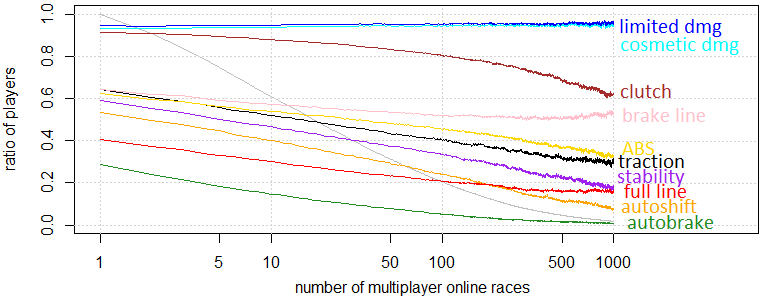 1.0
limited dmg
cosmetic dmg
0.8
clutch
0.6
brake line
ratio of players
0.4
ABS
traction
stability
0.2
full line
autoshift
autobrake
0.0
1 5 10 50 100 500 1000
number of multiplayer online races